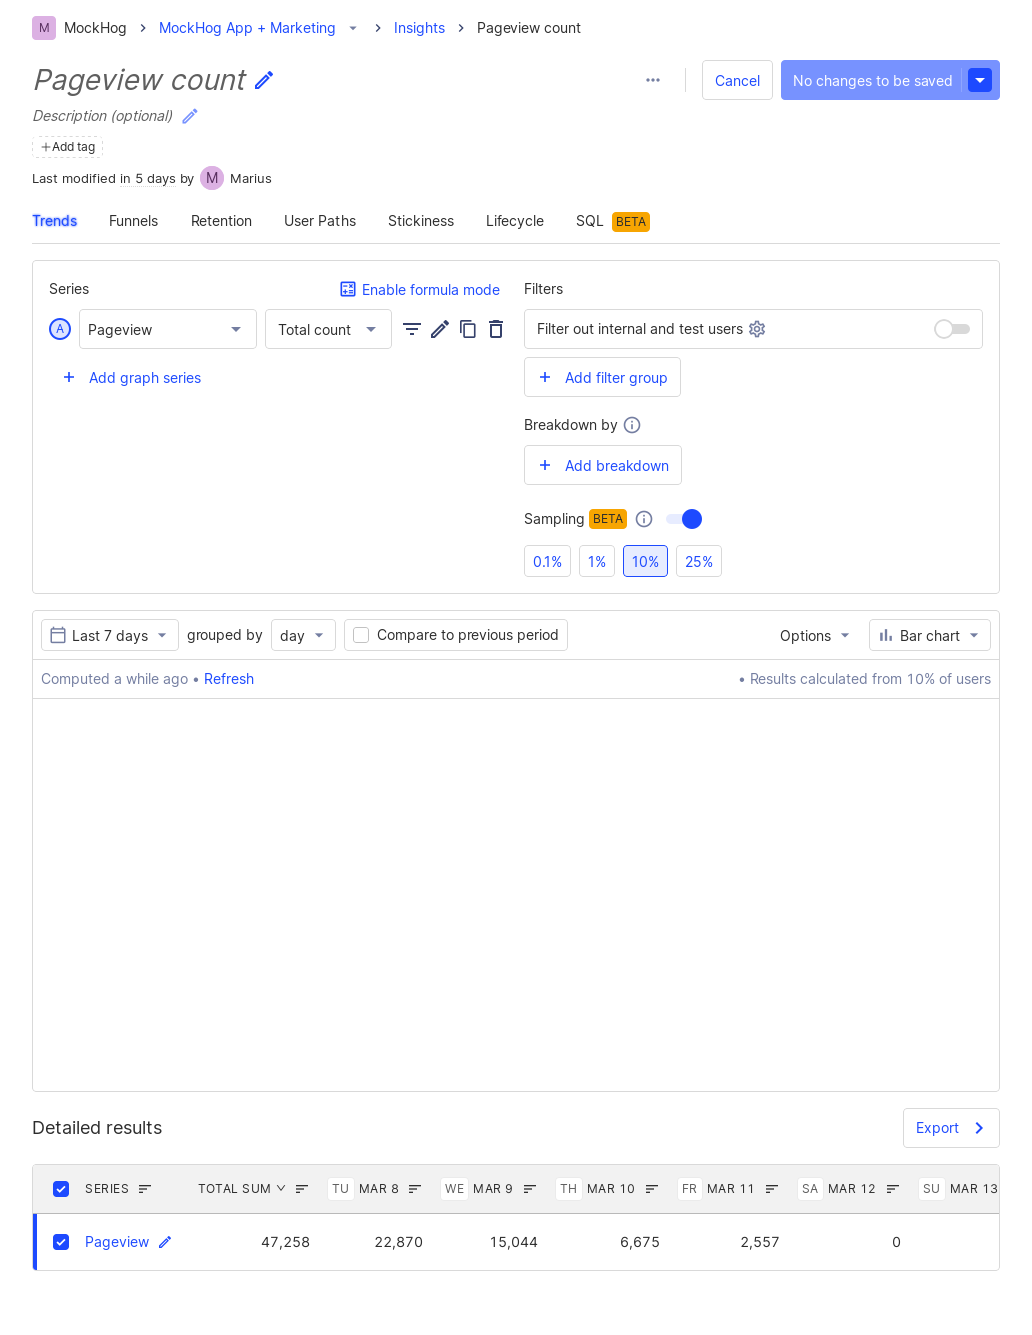 M MockHog > MockHog App + Marketing > Insights > Pageview count
Pageview count
Cancel
No changes to be saved
Description (optional)
+Add tag
Last modified in 5 days by M Marius
Trends Funnels Retention User Paths Stickiness Lifecycle SQL BETA
Series
Enable formula mode
A Pageview Total count
+ Add graph series
Filters
Filter out internal and test users
+ Add filter group
Breakdown by
+ Add breakdown
Sampling BETA
0.1% 1% 10% 25%
Last 7 days grouped by day Compare to previous period Options Bar chart
Computed a while ago • Refresh • Results calculated from 10% of users
Detailed results Export
SERIES TOTAL SUM TU MAR 8 WE MAR 9 TH MAR 10 FR MAR 11 SA MAR 12 SU MAR 13
Pageview 47,258 22,870 15,044 6,675 2,557 0